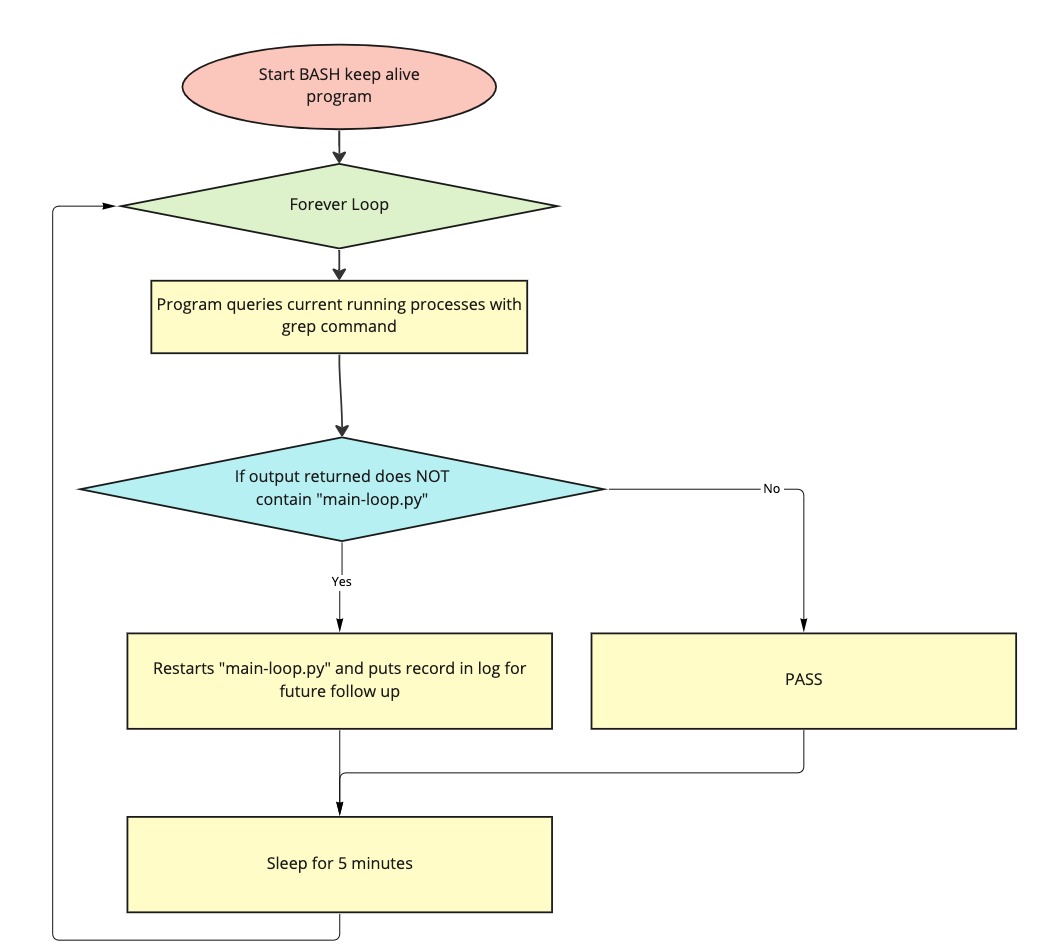 Start BASH keep alive
program
Forever Loop
Program queries current running processes with
grep command
If output returned does NOT
contain "main-loop.py"
No
Yes
Restarts "main-loop.py" and puts record in log for
future follow up
PASS
Sleep for 5 minutes